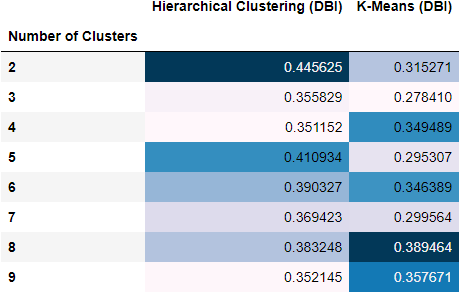 Hierarchical Clustering (DBI) K-Means (DBI)
Number of Clusters
2 0.445625 0.315271
3 0.355829 0.278410
4 0.351152 0.349489
5 0.410934 0.295307
6 0.390327 0.346389
7 0.369423 0.299564
8 0.383248 0.389464
9 0.352145 0.357671